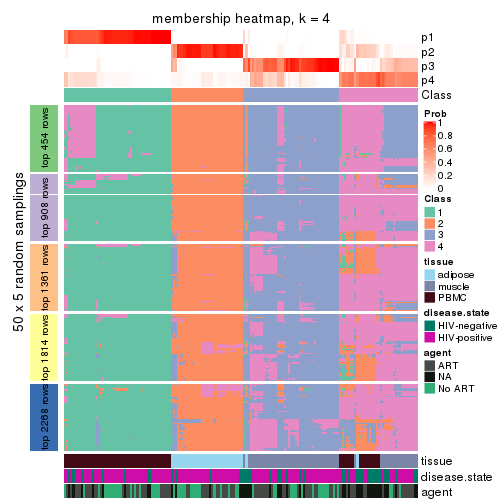 membership heatmap, k = 4
p1
p2
p3
p4
Class
50 x 5 random samplings
top 454 rows
top 908 rows
top 1361 rows
top 1814 rows
top 2268 rows
Prob
1
0.8
0.6
0.4
0.2
0
Class
1
2
3
4
tissue
adipose
muscle
PBMC
disease.state
HIV-negative
HIV-positive
agent
ART
NA
No ART
tissue
disease.state
agent